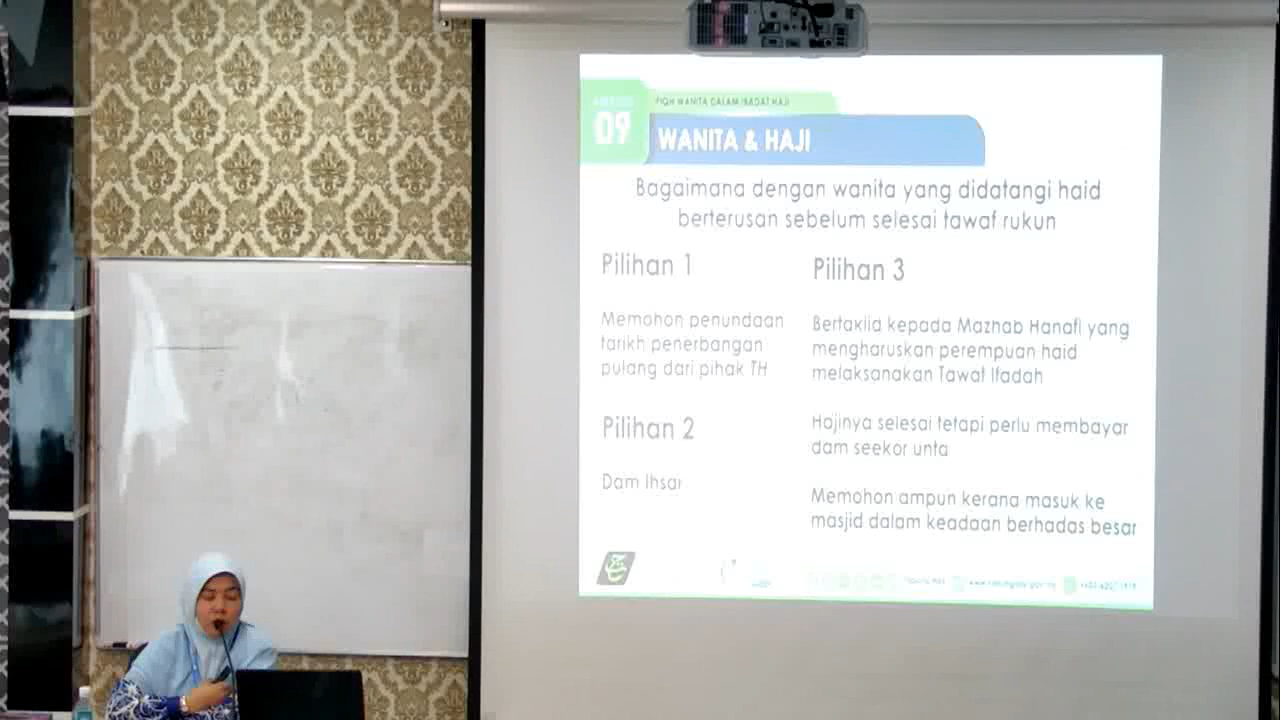 09
FIQH WANITA DALAM IBADAT HAJI
WANITA & HAJI
Bagaimana dengan wanita yang didatangi haid
berterusan sebelum selesai tawaf rukun
Pilihan 1
Memohon penundaan
tarikh penerbangan
pulang dari pihak TH
Pilihan 2
Dam Ihsar
Pilihan 3
Bertaklid kepada Mazhab Hanafi yang
mengharuskan perempuan haid
melaksanakan Tawaf Ifadah
Hajinya selesai tetapi perlu membayar
dam seekor unta
Memohon ampun kerana masuk ke
masjid dalam keadaan berhadas besar